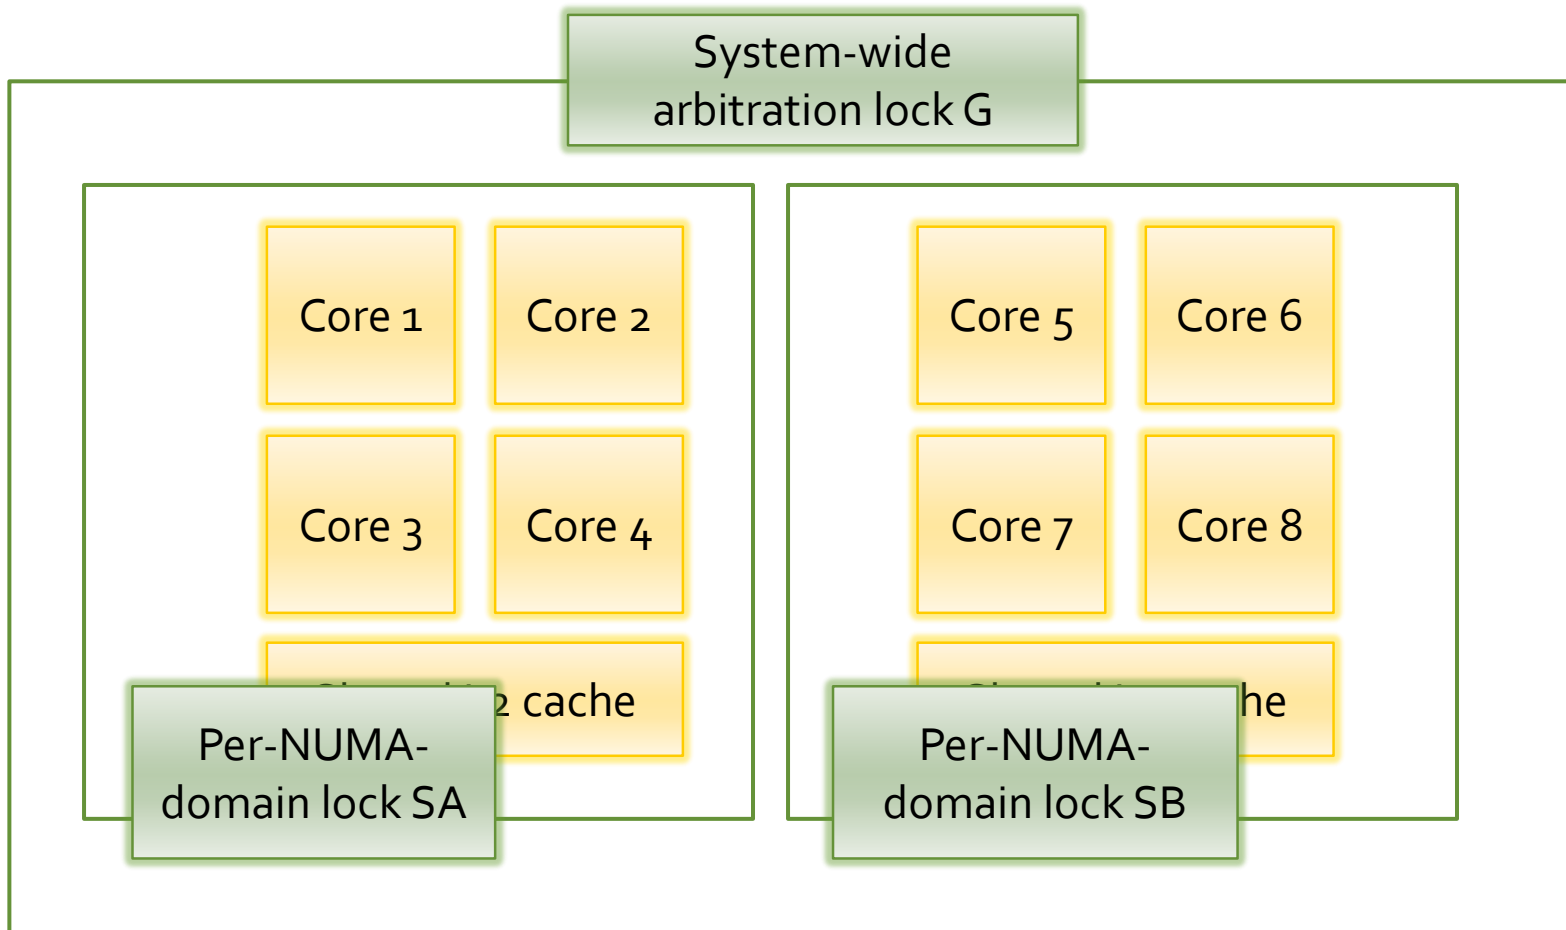 System-wide
arbitration lock G
Core 1
Core 2
Core 5
Core 6
Core 3
Core 4
Core 7
Core 8
2 cache
he
Per-NUMA-
domain lock SA
Per-NUMA-
domain lock SB